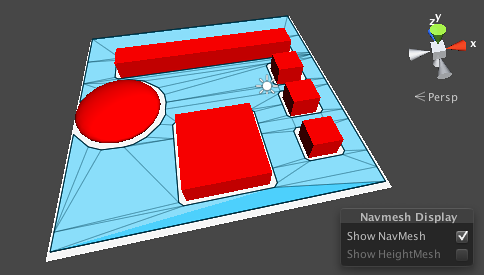 y
z
x
Persp
Navmesh Display
Show NavMesh
Show HeightMesh